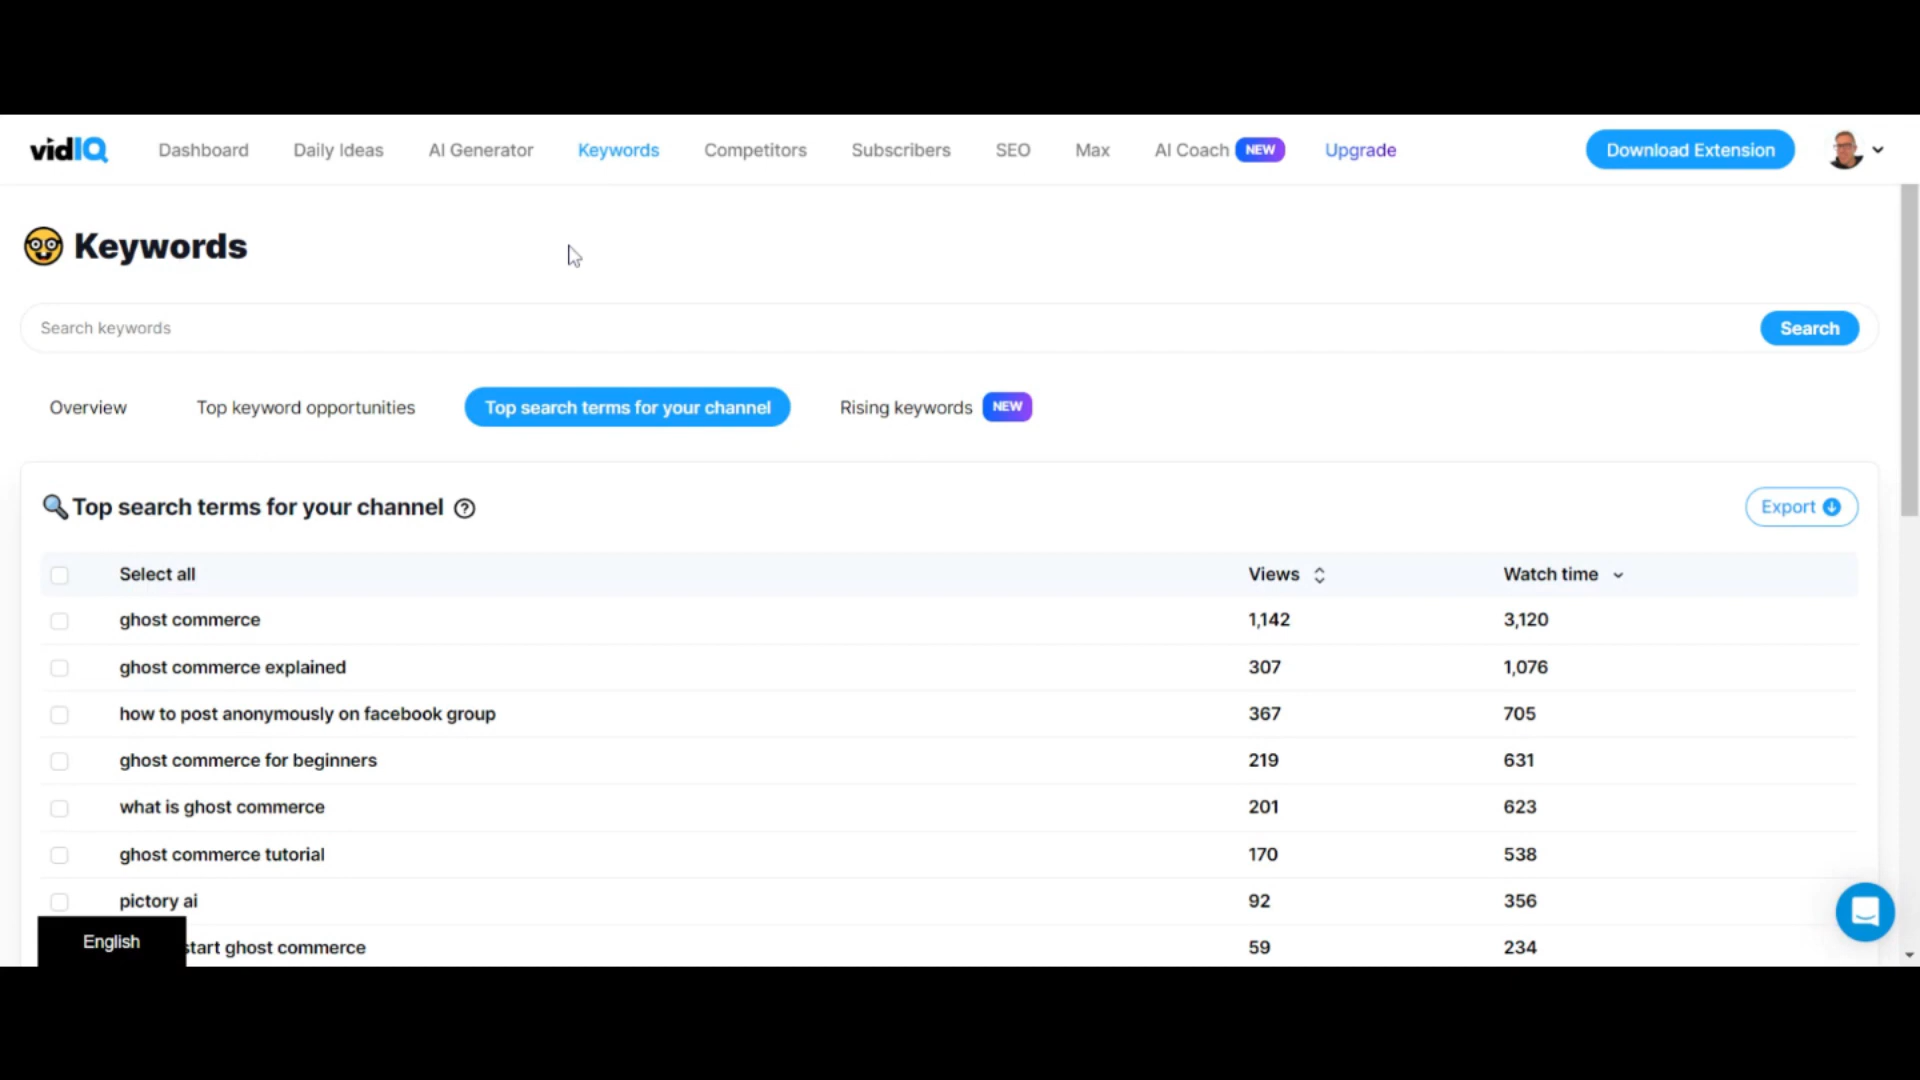 vidIQ Dashboard Daily Ideas AI Generator Keywords Competitors Subscribers SEO Max AI Coach NEW Upgrade Download Extension
Keywords
Search keywords Search
Overview Top keyword opportunities Top search terms for your channel Rising keywords NEW
Top search terms for your channel ? Export
Select all Views Watch time
ghost commerce 1,142 3,120
ghost commerce explained 307 1,076
how to post anonymously on facebook group 367 705
ghost commerce for beginners 219 631
what is ghost commerce 201 623
ghost commerce tutorial 170 538
pictory ai 92 356
English start ghost commerce 59 234